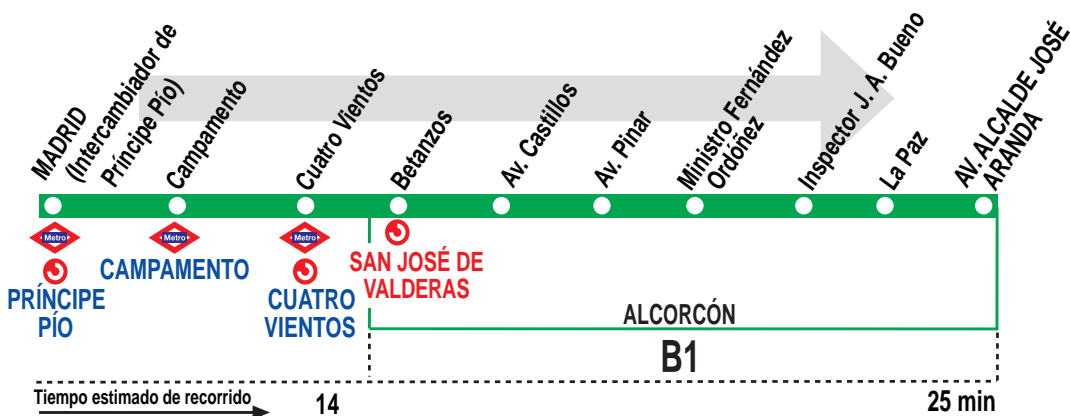 MADRID
(Intercambiador de
Príncipe Pío)
Campamento
Cuatro Vientos
Betanzos
Av. Castillos
Av. Pinar
Ministro Fernández
Ordóñez
Inspector J. A. Bueno
La Paz
AV. ALCALDE JOSÉ
ARANDA
Metro
Metro
Metro
PRÍNCIPE
PÍO
CAMPAMENTO
CUATRO
VIENTOS
SAN JOSÉ DE
VALDERAS
ALCORCÓN
B1
Tiempo estimado de recorrido
14
25 min